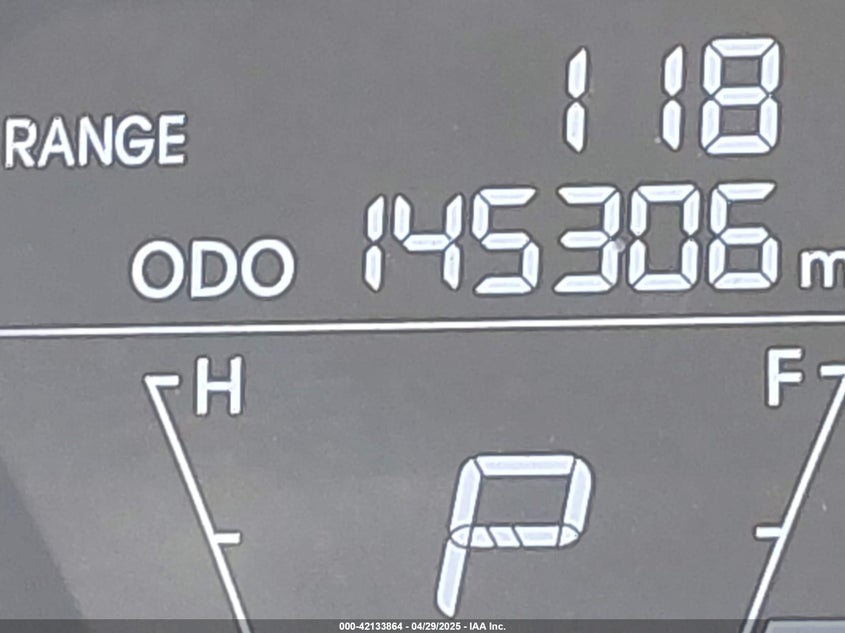 RANGE 118
ODO 145306 m
H F
P
000-42133864 - 04/29/2025 - IAA Inc.